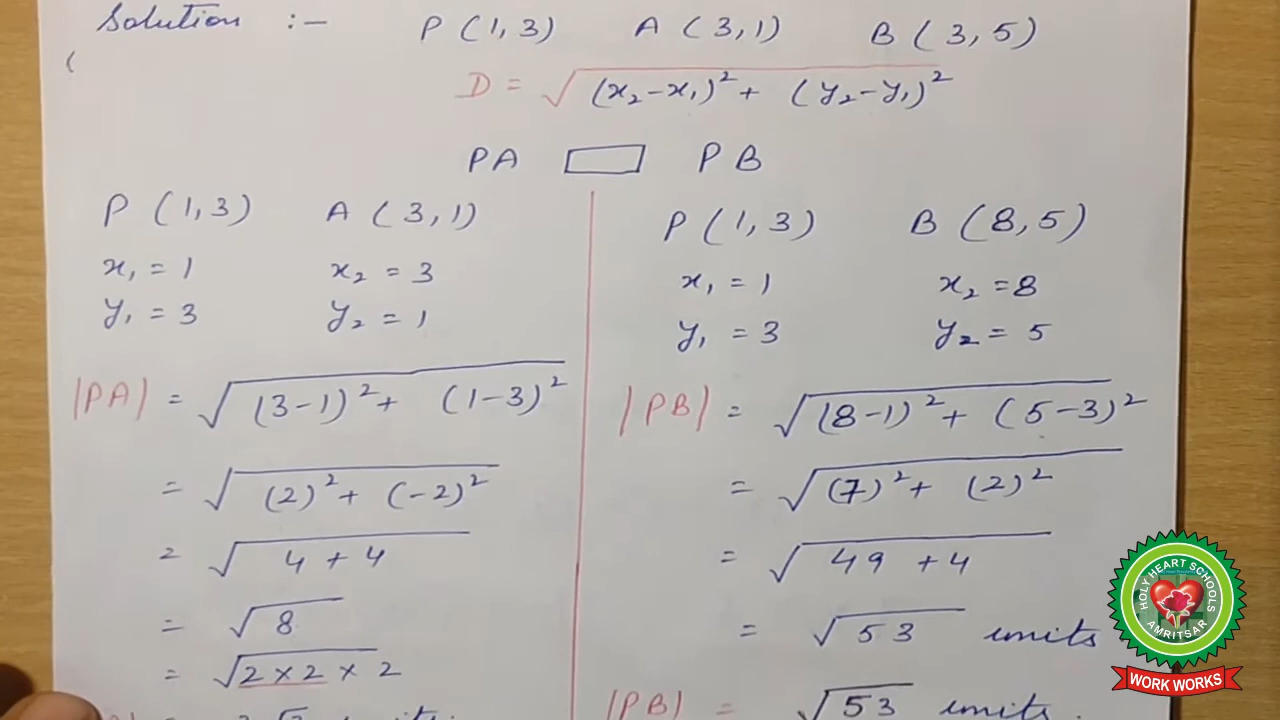 Solution :- P (1,3) A (3,1) B (3,5)
(
D = √(x₂-x₁)² + (y₂-y₁)²
PA PB
P (1,3) A (3,1)
x₁ = 1 x₂ = 3
y₁ = 3 y₂ = 1
|PA| = √(3-1)² + (1-3)²
= √(2)² + (-2)²
= √4 + 4
= √8
= √2 × 2 × 2
P (1,3) B (8,5)
x₁ = 1 x₂ = 8
y₁ = 3 y₂ = 5
|PB| = √(8-1)² + (5-3)²
= √(7)² + (2)²
= √49 + 4
= √53 units
|PB| = √53 units.
HOLY HEART SCHOOLS
AMRITSAR
WORK WORKS